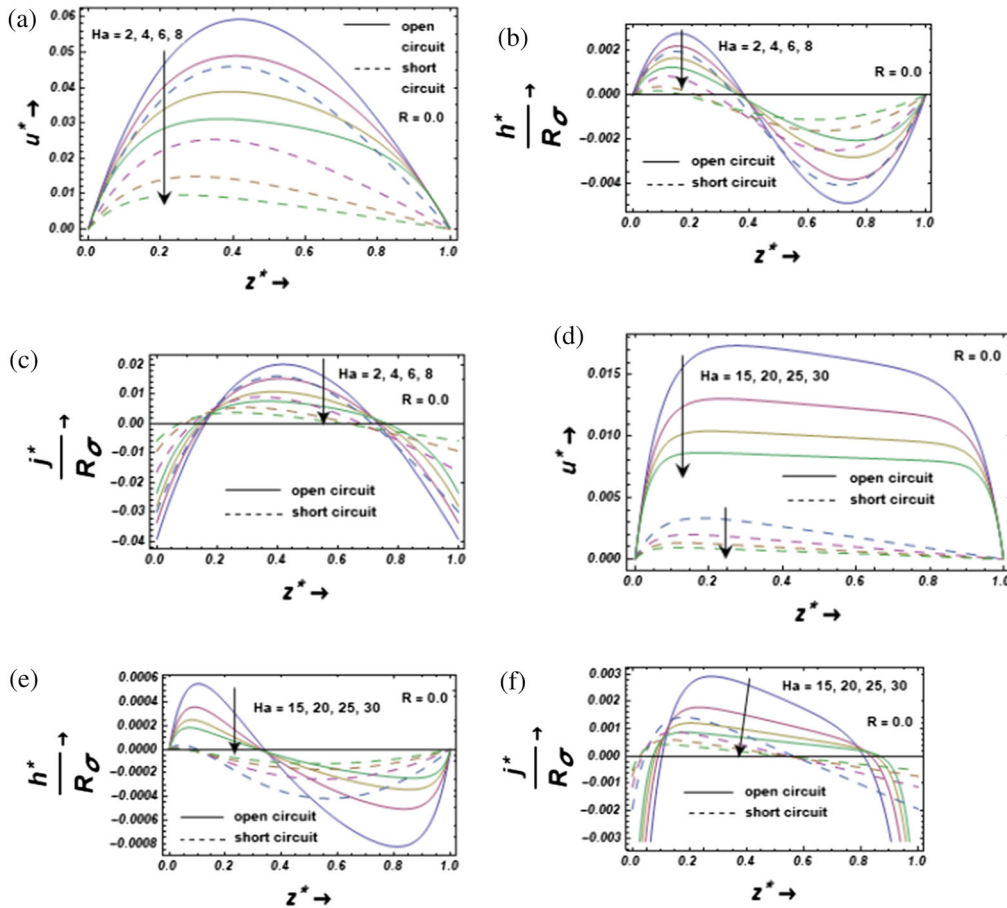 (a)
0.06
0.05
0.04
0.03
0.02
0.01
0.00
u* →
Ha = 2, 4, 6, 8
open
circuit
short
circuit
R = 0.0
0.0 0.2 0.4 0.6 0.8 1.0
z* →
(b)
0.002
0.000
−0.002
−0.004
h* / Rσ →
Ha = 2, 4, 6, 8
R = 0.0
open circuit
short circuit
0.0 0.2 0.4 0.6 0.8 1.0
z* →
(c)
0.02
0.01
0.00
−0.01
−0.02
−0.03
−0.04
j* / Rσ →
Ha = 2, 4, 6, 8
R = 0.0
open circuit
short circuit
0.0 0.2 0.4 0.6 0.8 1.0
z* →
(d)
0.015
0.010
0.005
0.000
u* →
R = 0.0
Ha = 15, 20, 25, 30
open circuit
short circuit
0.0 0.2 0.4 0.6 0.8 1.0
z* →
(e)
0.0006
0.0004
0.0002
0.0000
−0.0002
−0.0004
−0.0006
−0.0008
h* / Rσ →
R = 0.0
Ha = 15, 20, 25, 30
open circuit
short circuit
0.0 0.2 0.4 0.6 0.8 1.0
z* →
(f)
0.003
0.002
0.001
0.000
−0.001
−0.002
−0.003
j* / Rσ →
Ha = 15, 20, 25, 30
R = 0.0
open circuit
short circuit
0.0 0.2 0.4 0.6 0.8 1.0
z* →